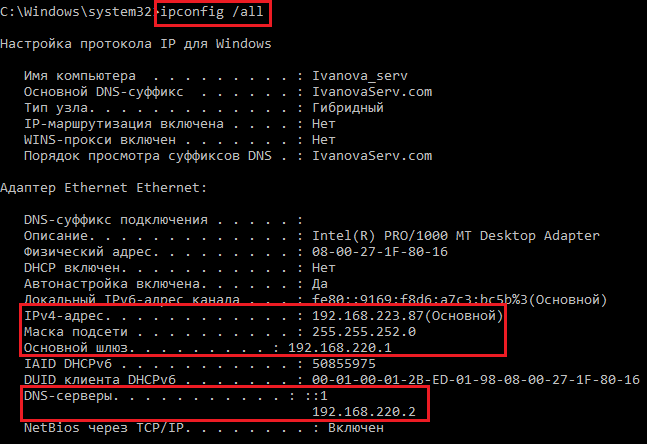 C:\Windows\system32>ipconfig /all
Настройка протокола IP для Windows
Имя компьютера  . . . . . . . . . : Ivanova_serv
Основной DNS-суффикс  . . . . . . : IvanovaServ.com
Тип узла. . . . . . . . . . . . . : Гибридный
IP-маршрутизация включена . . . . : Нет
WINS-прокси включен . . . . . . . : Нет
Порядок просмотра суффиксов DNS . : IvanovaServ.com
Адаптер Ethernet Ethernet:
DNS-суффикс подключения . . . . . :
Описание. . . . . . . . . . . . . : Intel(R) PRO/1000 MT Desktop Adapter
Физический адрес. . . . . . . . . : 08-00-27-1F-80-16
DHCP включен. . . . . . . . . . . : Нет
Автонастройка включена. . . . . . : Да
Локальный IPv6-адрес канала . . . : fe80::9169:f8d6:a7c3:bc5b%3(Основной)
IPv4-адрес. . . . . . . . . . . . : 192.168.223.87(Основной)
Маска подсети . . . . . . . . . . : 255.255.252.0
Основной шлюз. . . . . . . . . : 192.168.220.1
IAID DHCPv6 . . . . . . . . . . . : 50855975
DUID клиента DHCPv6 . . . . . . . : 00-01-00-01-2B-ED-01-98-08-00-27-1F-80-16
DNS-серверы. . . . . . . . . . . : ::1
192.168.220.2
NetBios через TCP/IP. . . . . . . . : Включен